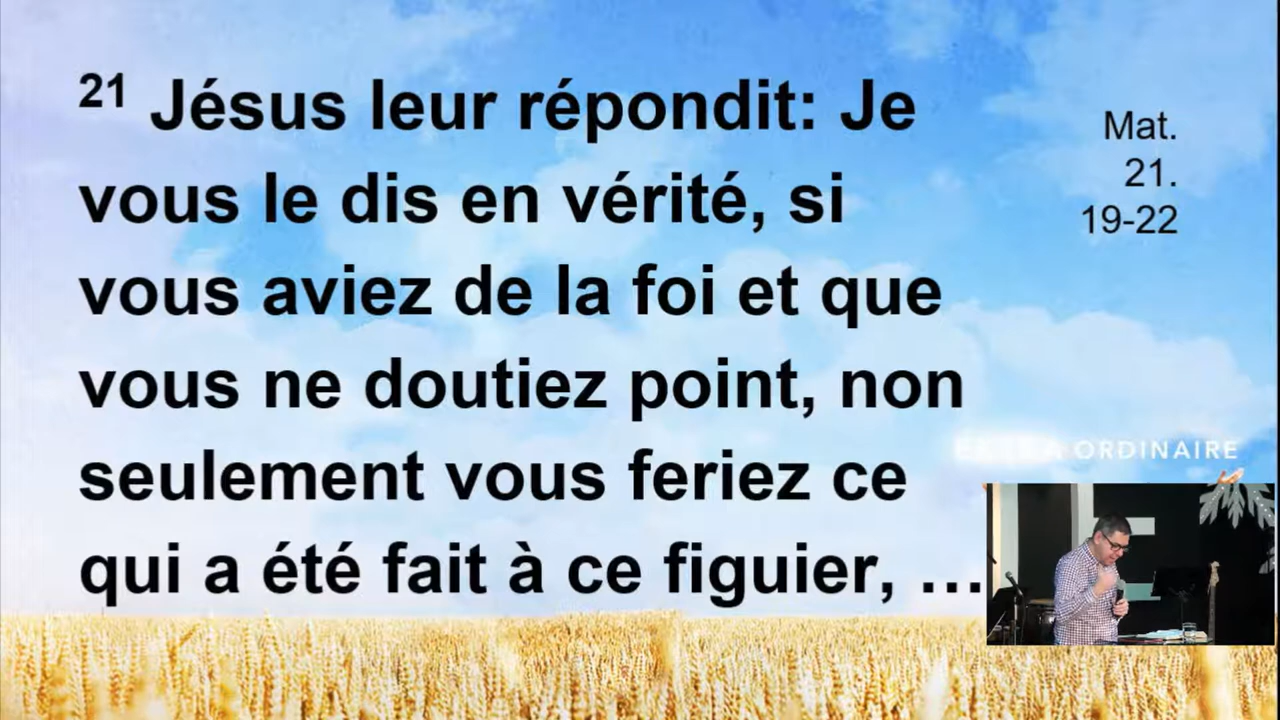 21 Jésus leur répondit: Je
vous le dis en vérité, si
vous aviez de la foi et que
vous ne doutiez point, non
seulement vous feriez ce
qui a été fait à ce figuier, …
Mat.
21.
19-22
ORDINAIRE